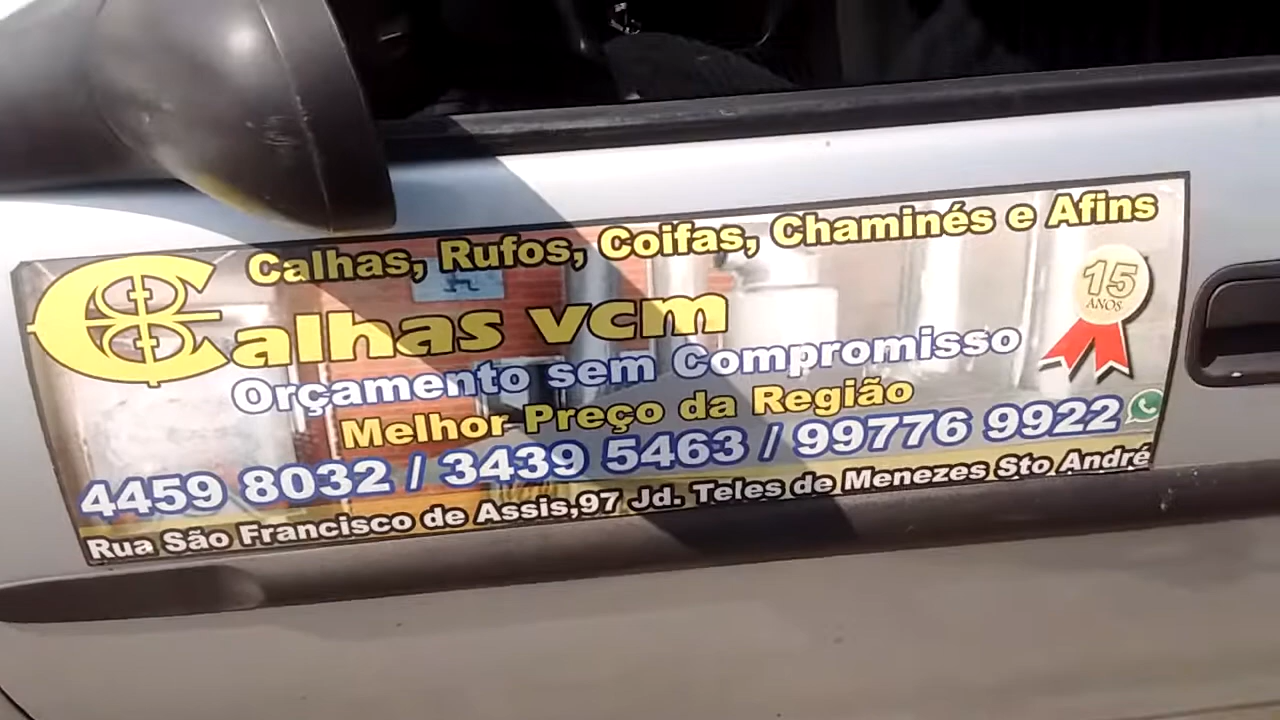 Calhas, Rufos, Coifas, Chaminés e Afins
Calhas vcm
15
ANOS
Orçamento sem Compromisso
Melhor Preço da Região
4459 8032 / 3439 5463 / 99776 9922
Rua São Francisco de Assis,97 Jd. Teles de Menezes Sto André